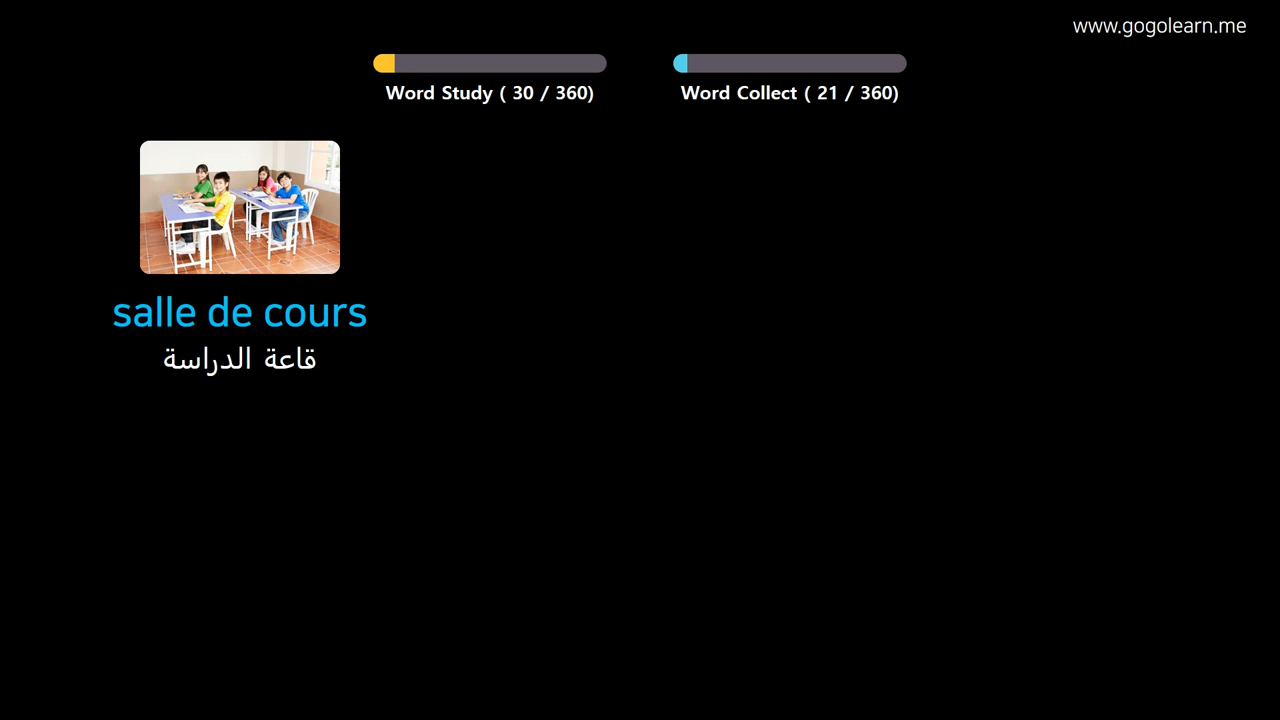 www.gogolearn.me
Word Study ( 30 / 360)
Word Collect ( 21 / 360)
salle de cours
قاعة الدراسة